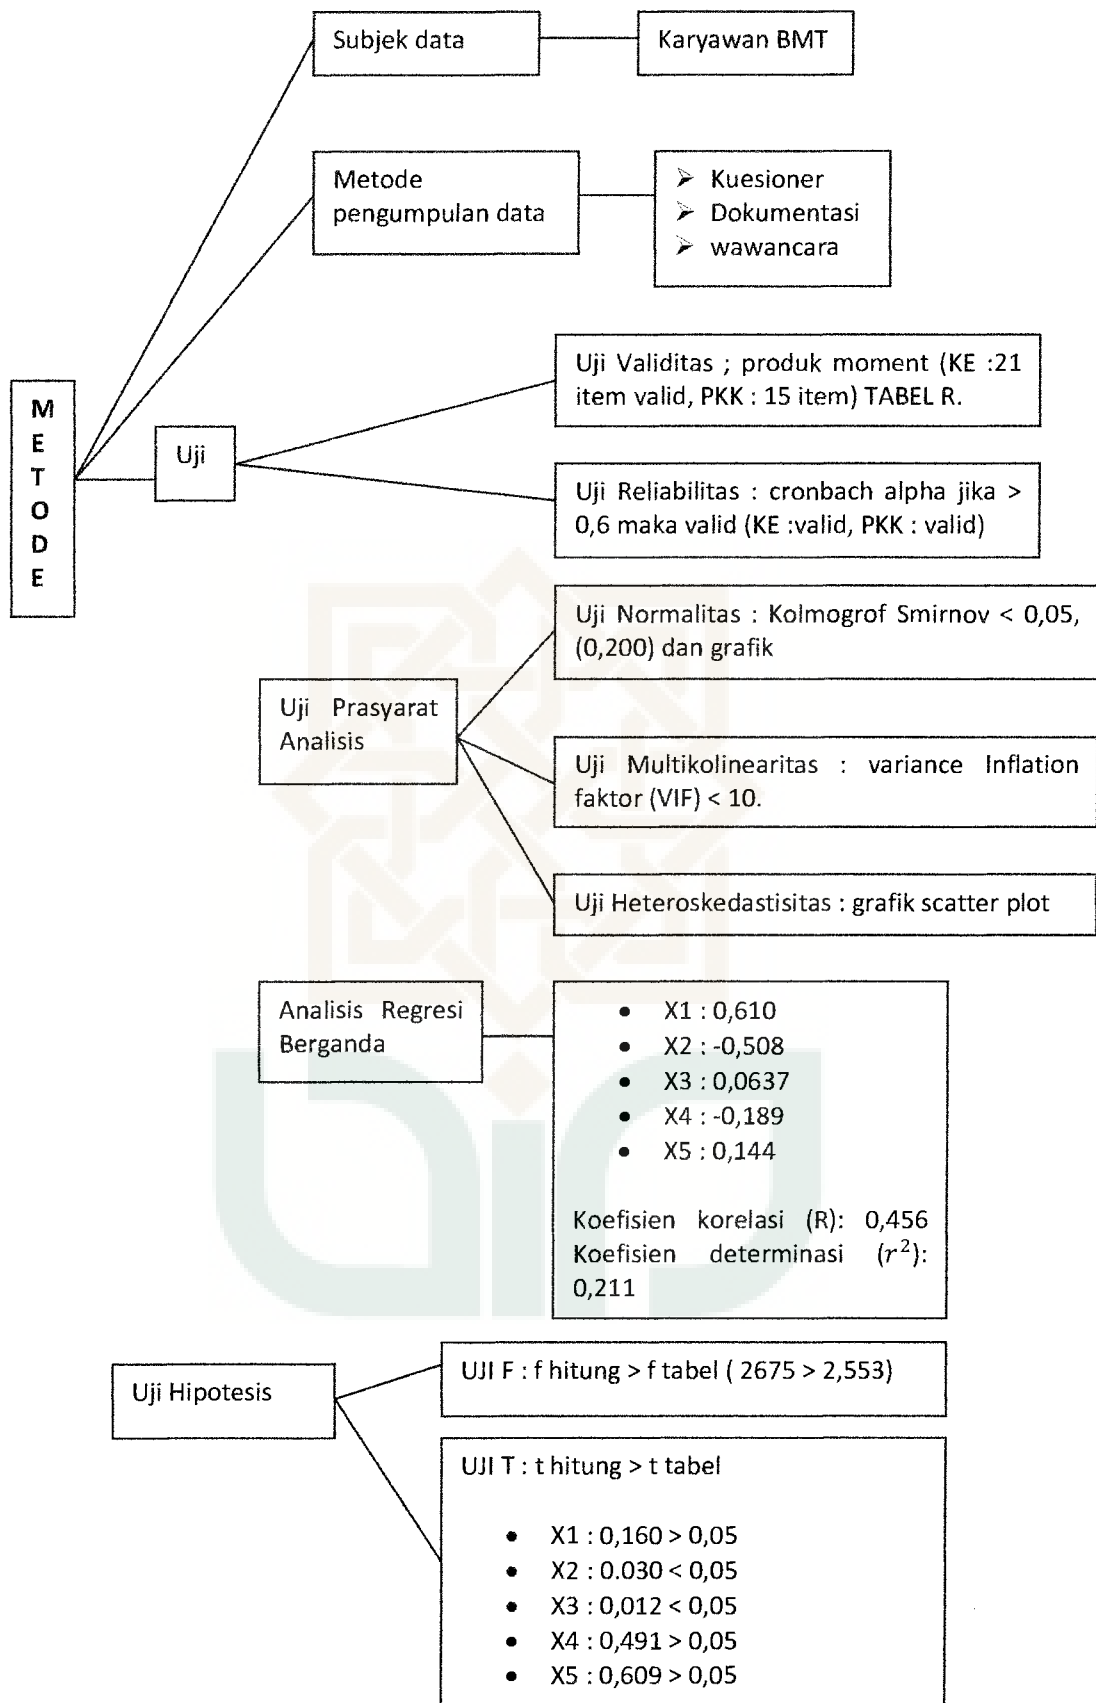 Subjek data
Karyawan BMT
Metode
pengumpulan data
➢ Kuesioner
➢ Dokumentasi
➢ wawancara
M
E
T
O
D
E
Uji
Uji Validitas ; produk moment (KE :21
item valid, PKK : 15 item) TABEL R.
Uji Reliabilitas : cronbach alpha jika >
0,6 maka valid (KE :valid, PKK : valid)
Uji Prasyarat
Analisis
Uji Normalitas : Kolmogrof Smirnov < 0,05,
(0,200) dan grafik
Uji Multikolinearitas : variance Inflation
faktor (VIF) < 10.
Uji Heteroskedastisitas : grafik scatter plot
Analisis Regresi
Berganda
• X1 : 0,610
• X2 : -0,508
• X3 : 0,0637
• X4 : -0,189
• X5 : 0,144
Koefisien korelasi (R): 0,456
Koefisien determinasi (r²):
0,211
Uji Hipotesis
UJI F : f hitung > f tabel ( 2675 > 2,553)
UJI T : t hitung > t tabel
• X1 : 0,160 > 0,05
• X2 : 0.030 < 0,05
• X3 : 0,012 < 0,05
• X4 : 0,491 > 0,05
• X5 : 0,609 > 0,05